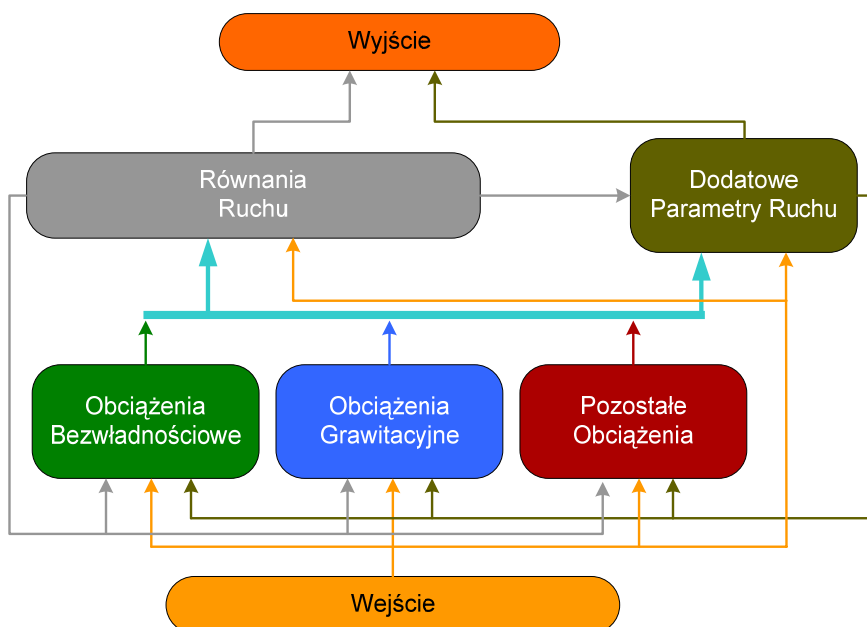 Wyjście
Równania
Ruchu
Dodatowe
Parametry Ruchu
Obciążenia
Bezwładnościowe
Obciążenia
Grawitacyjne
Pozostałe
Obciążenia
Wejście